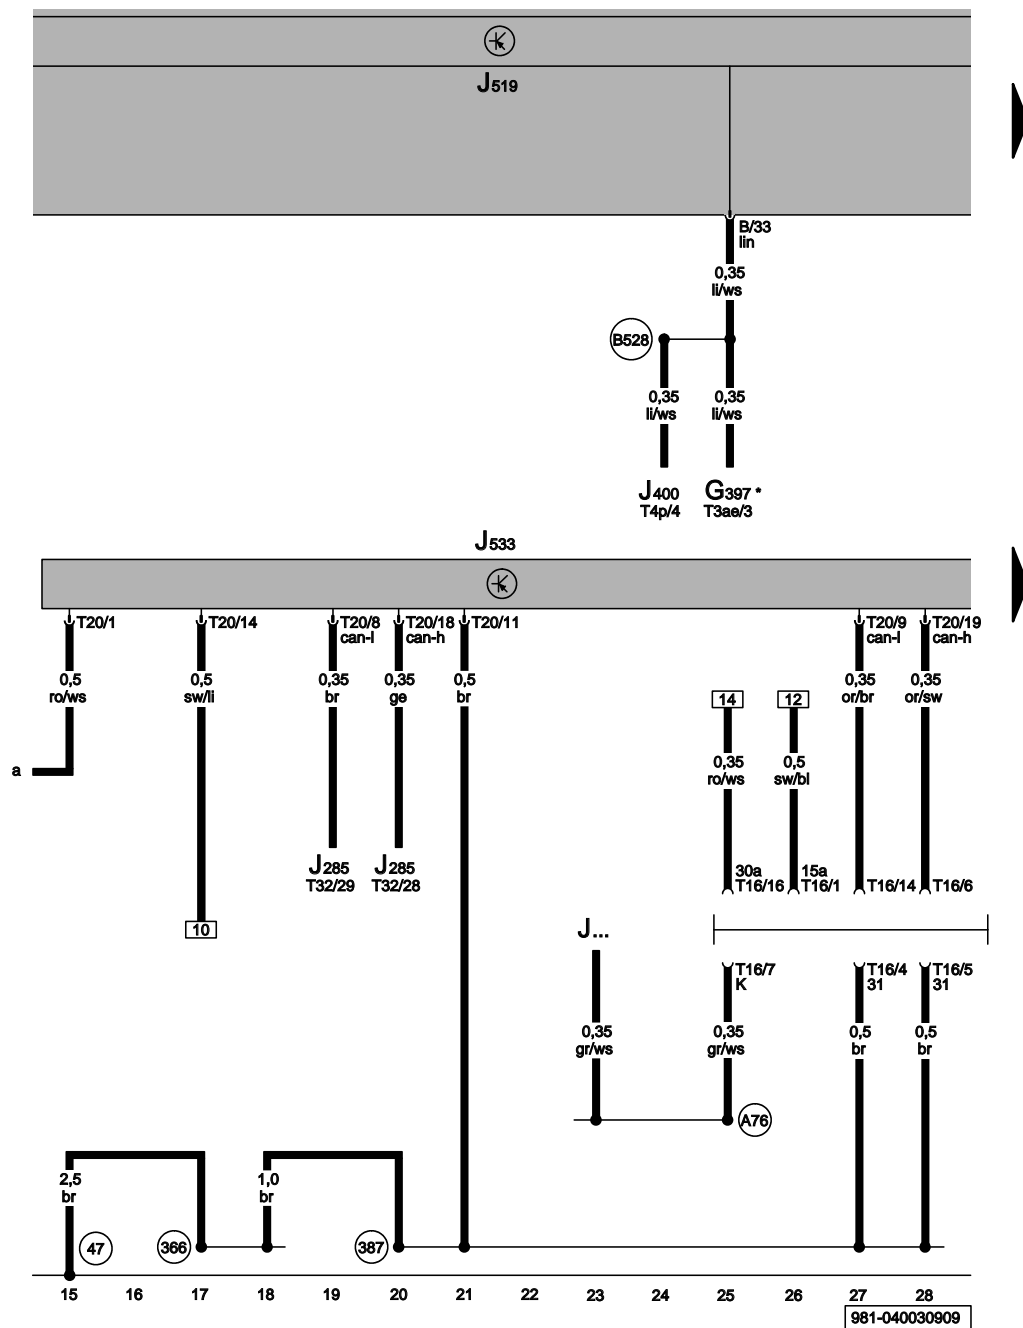 J519
B/33
lin
0,35
li/ws
B528
0,35
li/ws
0,35
li/ws
J400
T4p/4
G397 *
T3ae/3
J533
T20/1
T20/14
T20/8
can-l
T20/18
can-h
T20/11
T20/9
can-l
T20/19
can-h
0,5
ro/ws
0,5
sw/li
0,35
br
0,35
ge
0,5
br
0,35
or/br
0,35
or/sw
14
12
a
0,35
ro/ws
0,5
sw/bl
J285
T32/29
J285
T32/28
30a
T16/16
15a
T16/1
T16/14
T16/6
10
J...
T16/7
K
T16/4
31
T16/5
31
0,35
gr/ws
0,35
gr/ws
0,5
br
0,5
br
A76
2,5
br
1,0
br
47
366
387
15 16 17 18 19 20 21 22 23 24 25 26 27 28
981-040030909